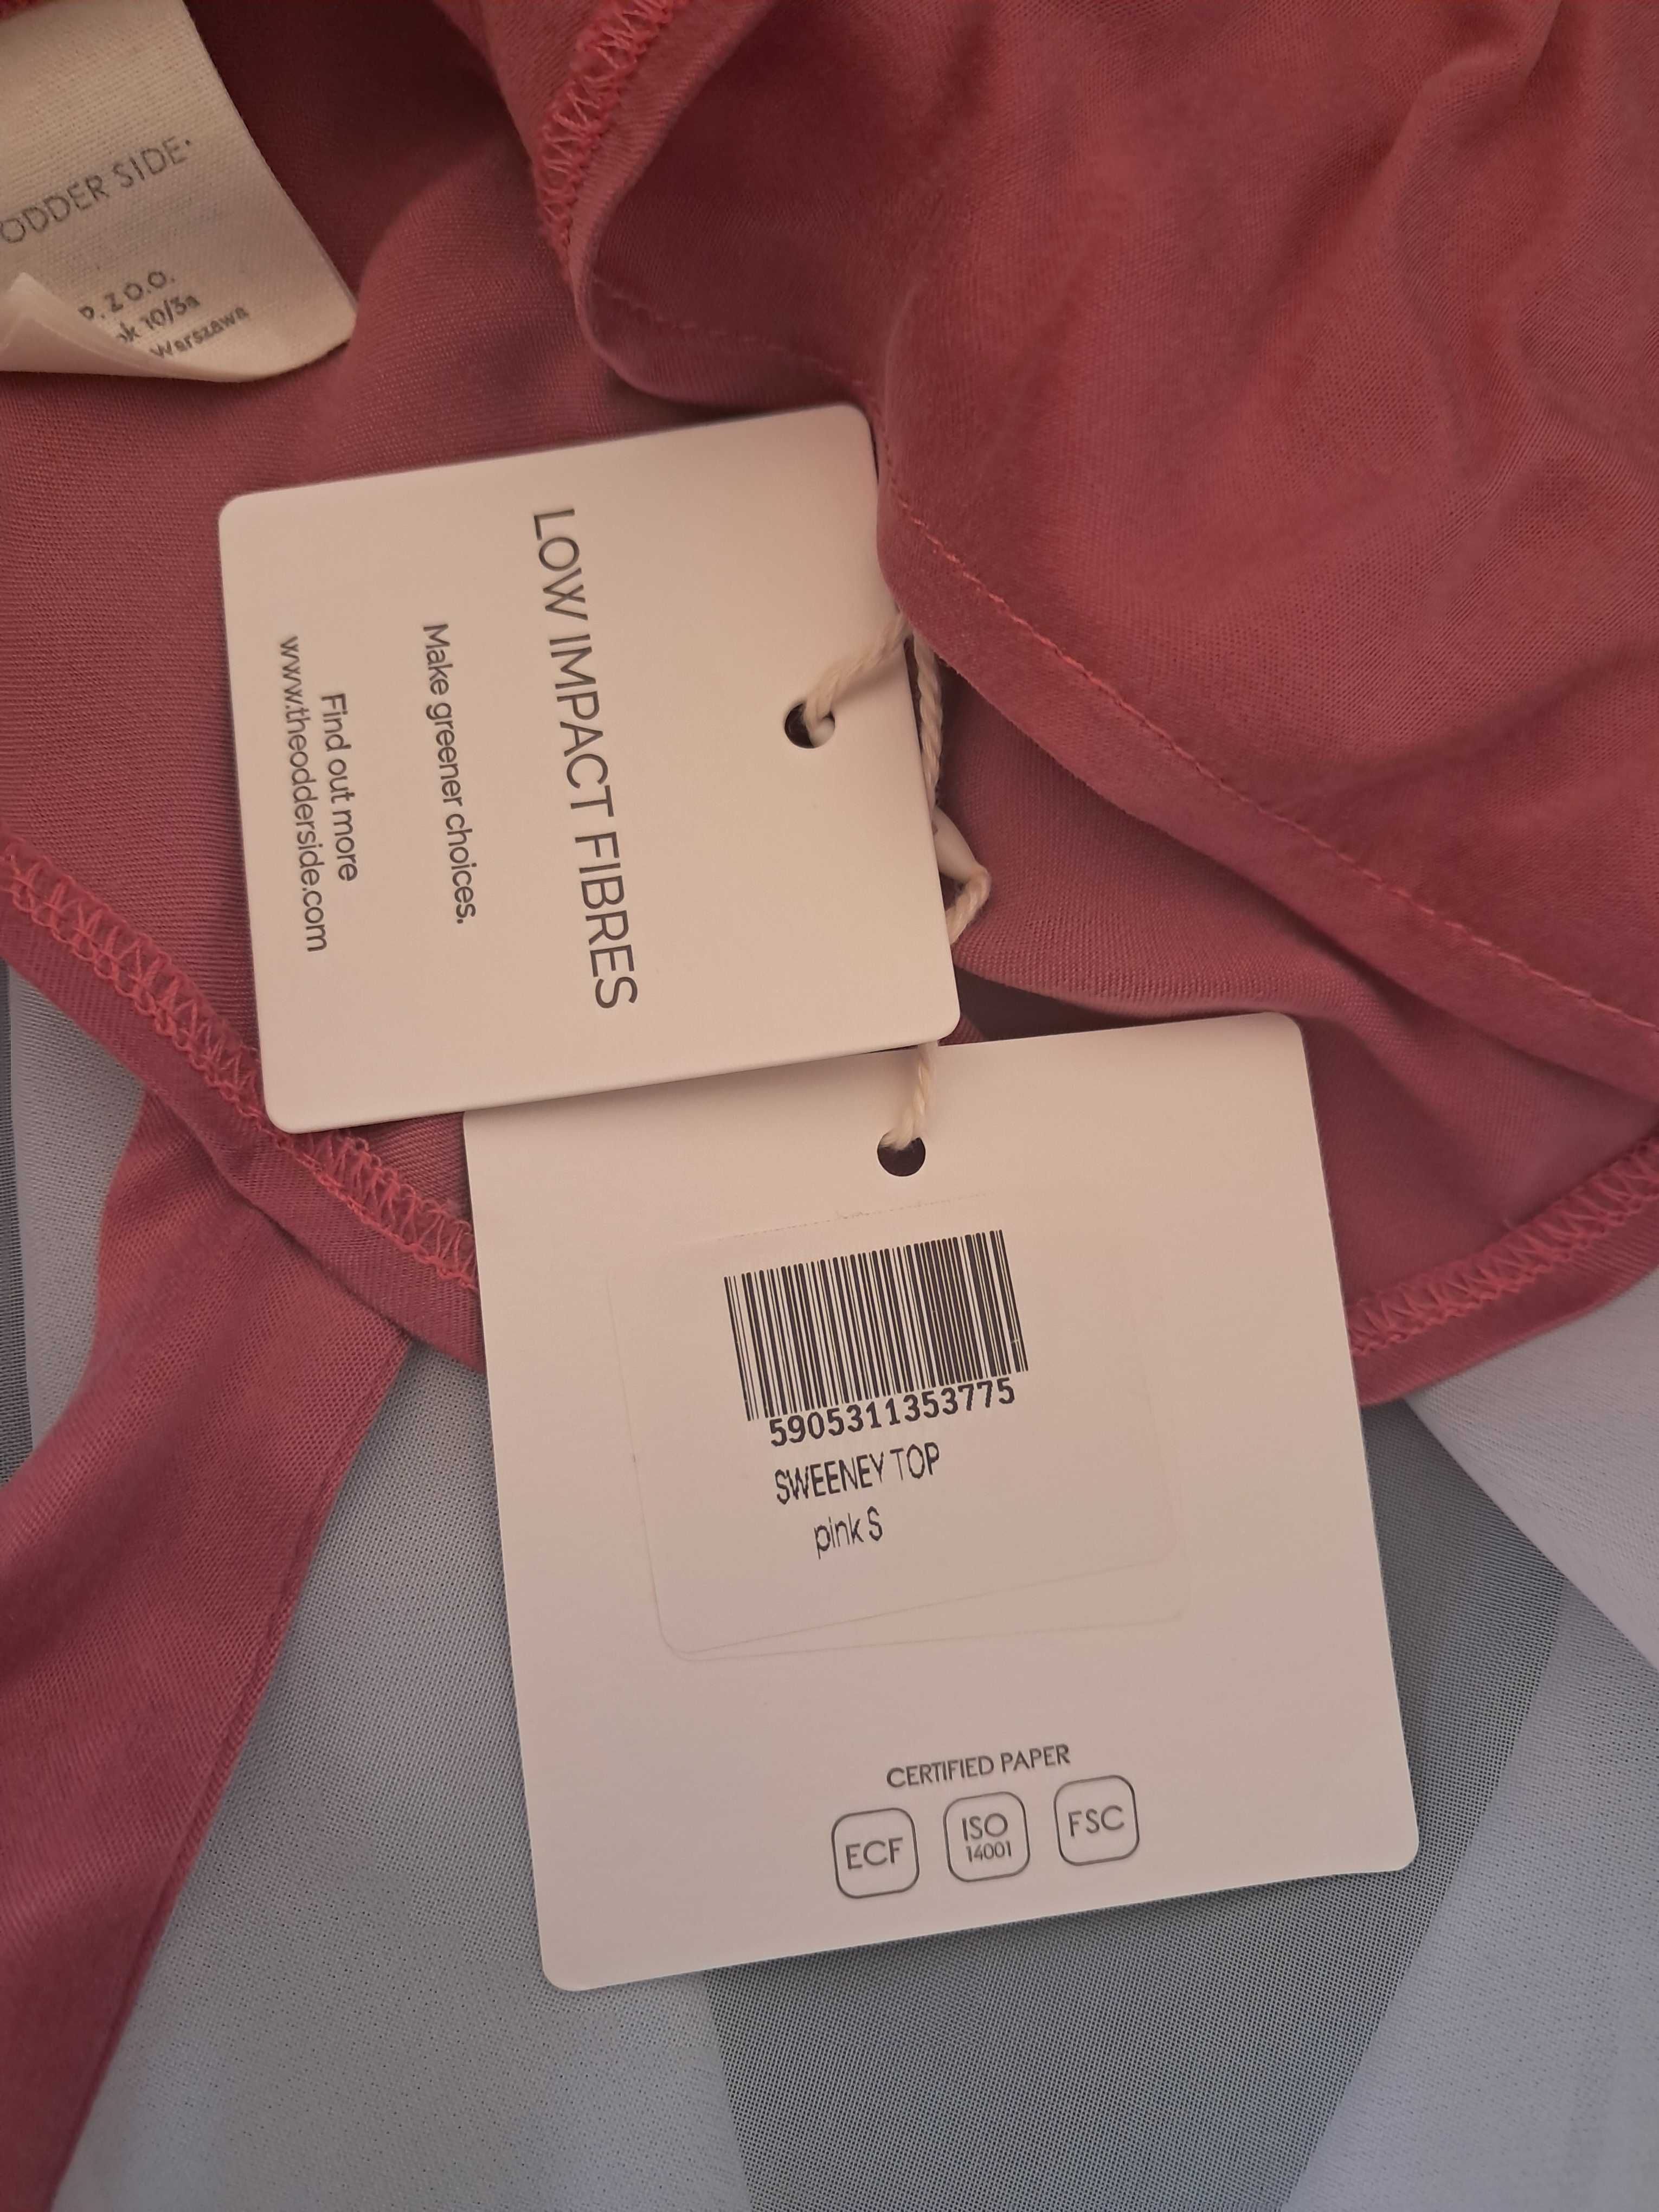 ODDER SIDE•
P. Z O.O.
10/3a
Warszawa
LOW IMPACT FIBRES
Make greener choices.
Find out more
www.theodderside.com
5905311353775
SWEENEY TOP
pink S
CERTIFIED PAPER
ECF
ISO
14001
FSC